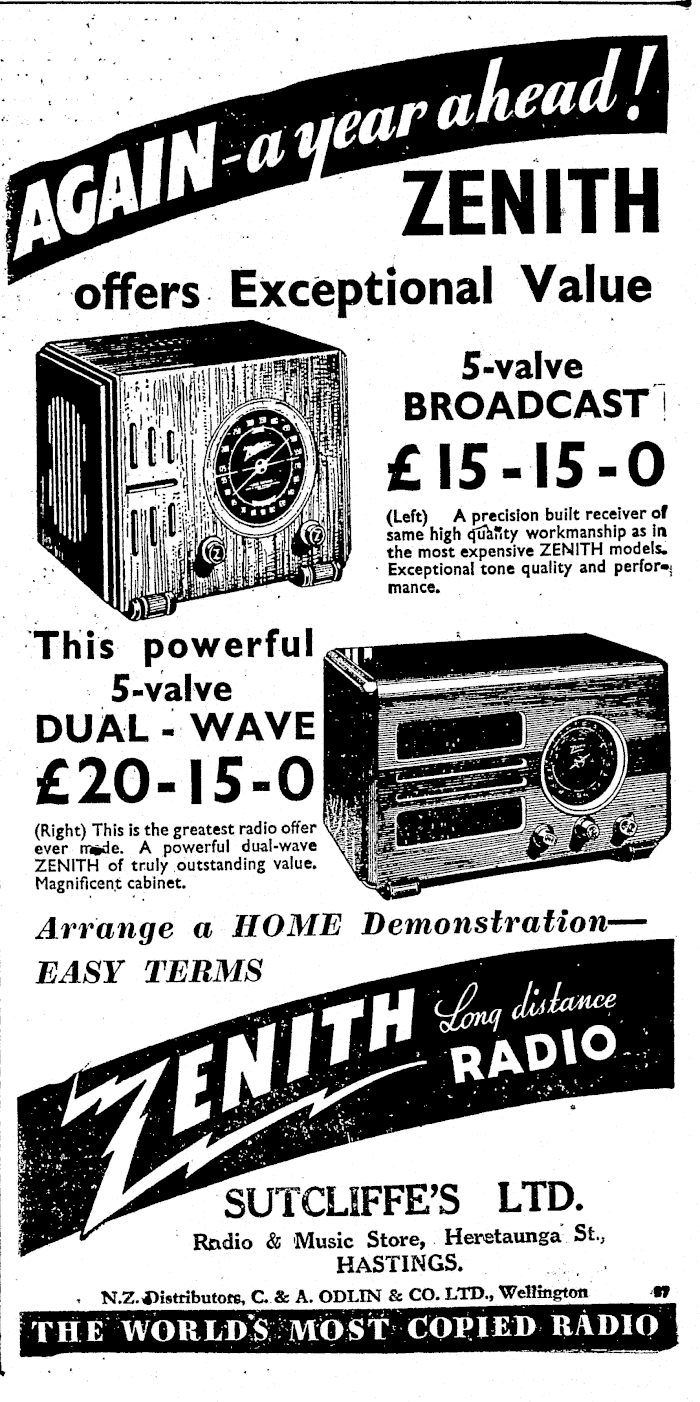 AGAIN - a year ahead!
ZENITH
offers Exceptional Value
5-valve
BROADCAST
£15-15-0
(Left) A precision built receiver of
same high quality workmanship as in
the most expensive ZENITH models.
Exceptional tone quality and perfor-
mance.
This powerful
5-valve
DUAL - WAVE
£20-15-0
(Right) This is the greatest radio offer
ever made. A powerful dual-wave
ZENITH of truly outstanding value.
Magnificent cabinet.
Arrange a HOME Demonstration—
EASY TERMS
ZENITH Long distance
RADIO
SUTCLIFFE'S LTD.
Radio & Music Store, Heretaunga St.,
HASTINGS.
N.Z. Distributors, C. & A. ODLIN & CO. LTD., Wellington
THE WORLD'S MOST COPIED RADIO